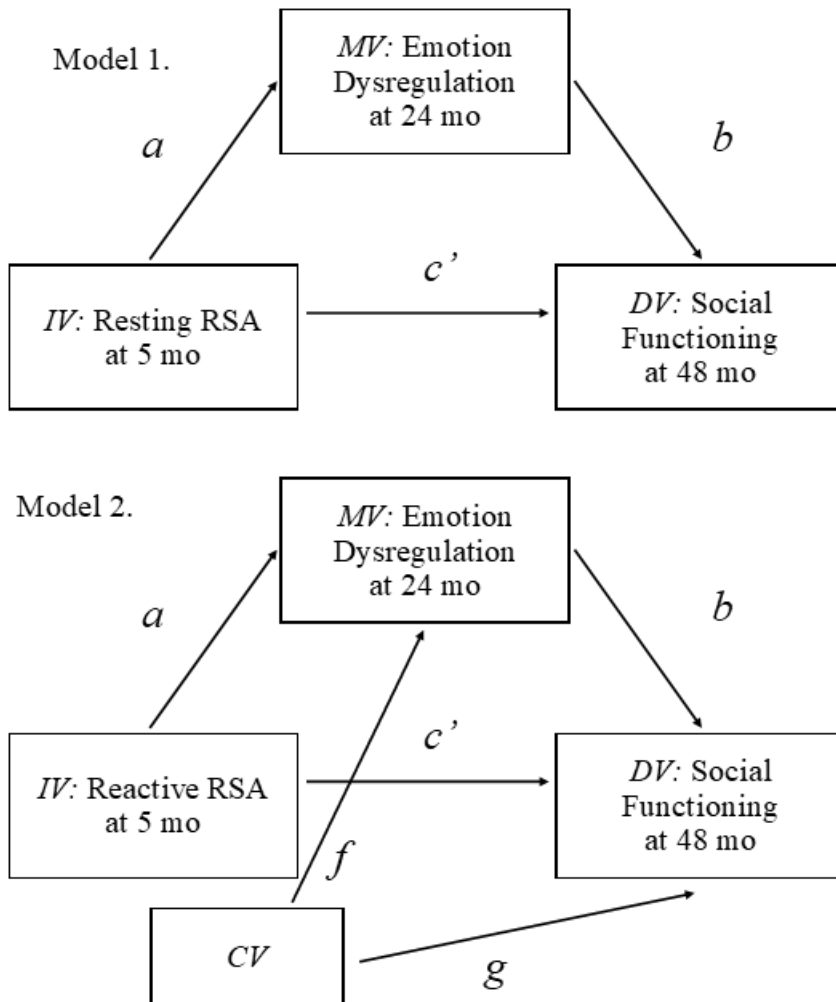 Model 1.
MV: Emotion
Dysregulation
at 24 mo
a
b
c’
IV: Resting RSA
at 5 mo
DV: Social
Functioning
at 48 mo
Model 2.
MV: Emotion
Dysregulation
at 24 mo
a
b
c’
IV: Reactive RSA
at 5 mo
DV: Social
Functioning
at 48 mo
f
CV
g